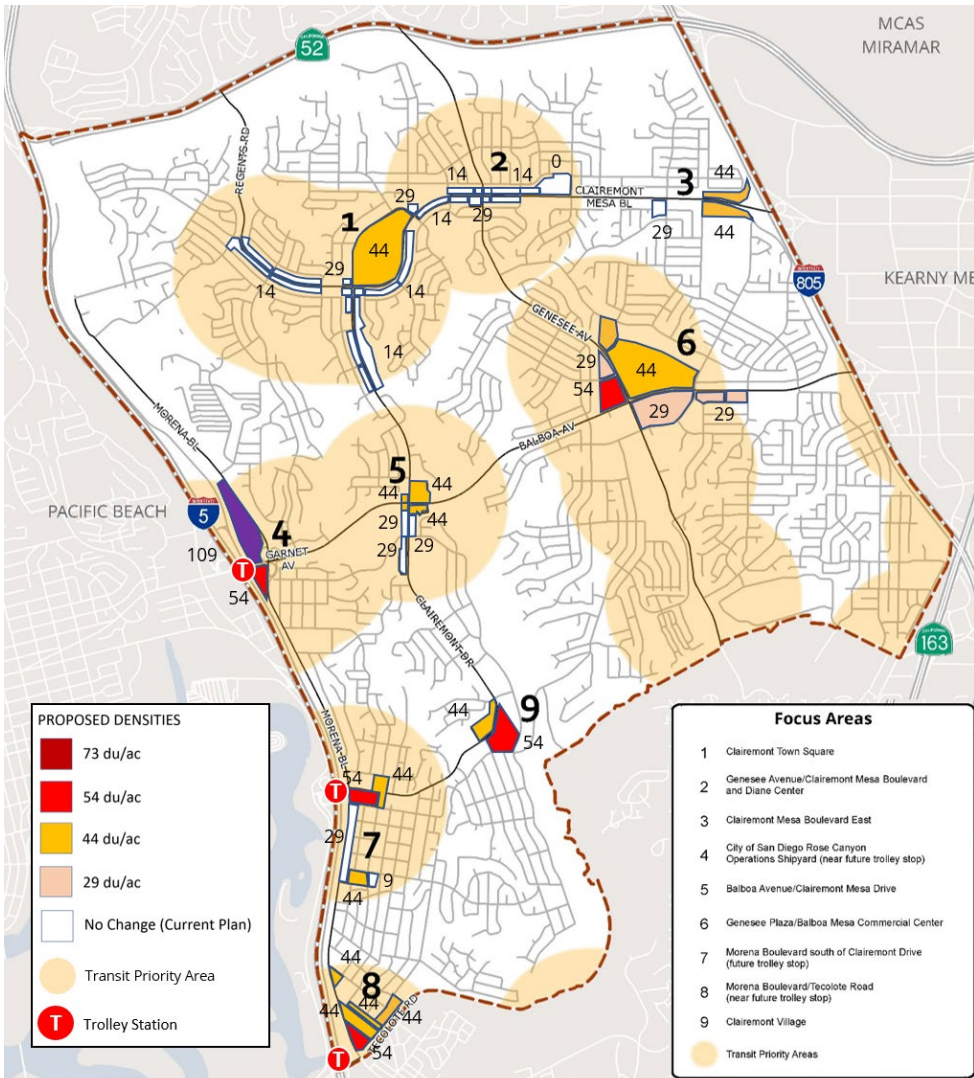 MCAS
MIRAMAR
CALIFORNIA
52
REGENTS RD
0
2
14
14
44
3
CLAIREMONT
MESA BL
29
14
29
29
44
1
44
INTERSTATE
805
KEARNY ME
29
14
14
GENESEE AV
6
14
29
44
54
29
29
BALBOA AV
MORENA BL
5
44
44
PACIFIC BEACH
INTERSTATE
5
4
29
44
109
GARNET
AV
29
29
T
54
CLAIREMONT DR
CALIFORNIA
163
9
44
54
MORENA BL
54
44
T
29
7
9
44
44
8
44
44
44
TECOLOTE RD
54
T
PROPOSED DENSITIES
73 du/ac
54 du/ac
44 du/ac
29 du/ac
No Change (Current Plan)
Transit Priority Area
T Trolley Station
Focus Areas
1 Clairemont Town Square
2 Genesee Avenue/Clairemont Mesa Boulevard
and Diane Center
3 Clairemont Mesa Boulevard East
4 City of San Diego Rose Canyon
Operations Shipyard (near future trolley stop)
5 Balboa Avenue/Clairemont Mesa Drive
6 Genesee Plaza/Balboa Mesa Commercial Center
7 Morena Boulevard south of Clairemont Drive
(future trolley stop)
8 Morena Boulevard/Tecolote Road
(near future trolley stop)
9 Clairemont Village
Transit Priority Areas